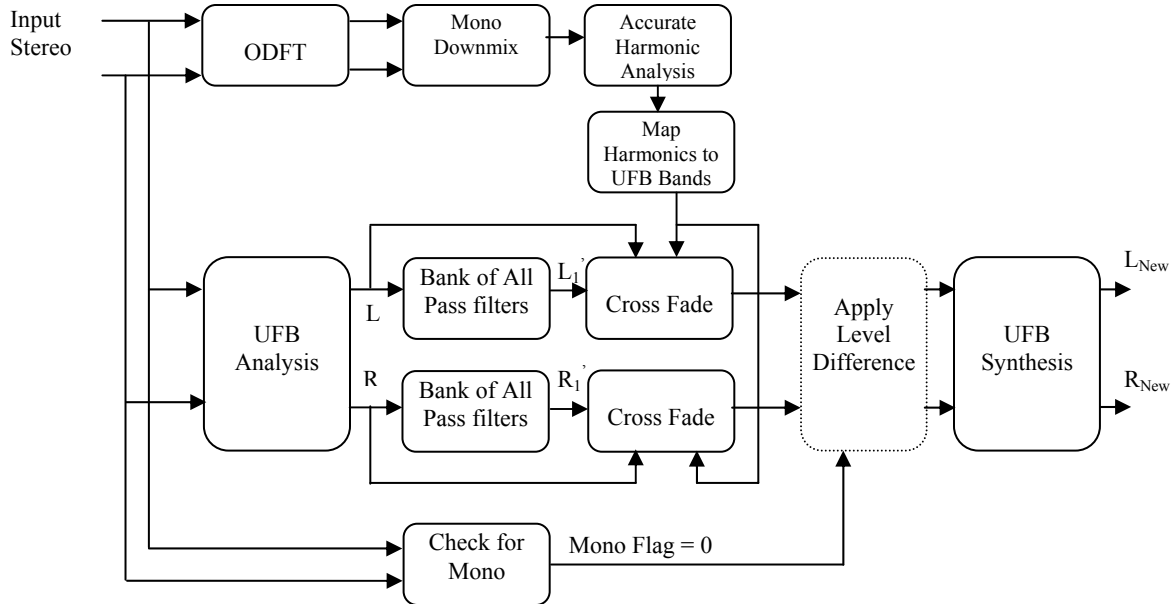 Input
Stereo
ODFT
Mono
Downmix
Accurate
Harmonic
Analysis
Map
Harmonics to
UFB Bands
UFB
Analysis
L
Bank of All
Pass filters
L₁’
Cross Fade
R
Bank of All
Pass filters
R₁’
Cross Fade
Apply
Level
Difference
UFB
Synthesis
L_New
R_New
Check for
Mono
Mono Flag = 0